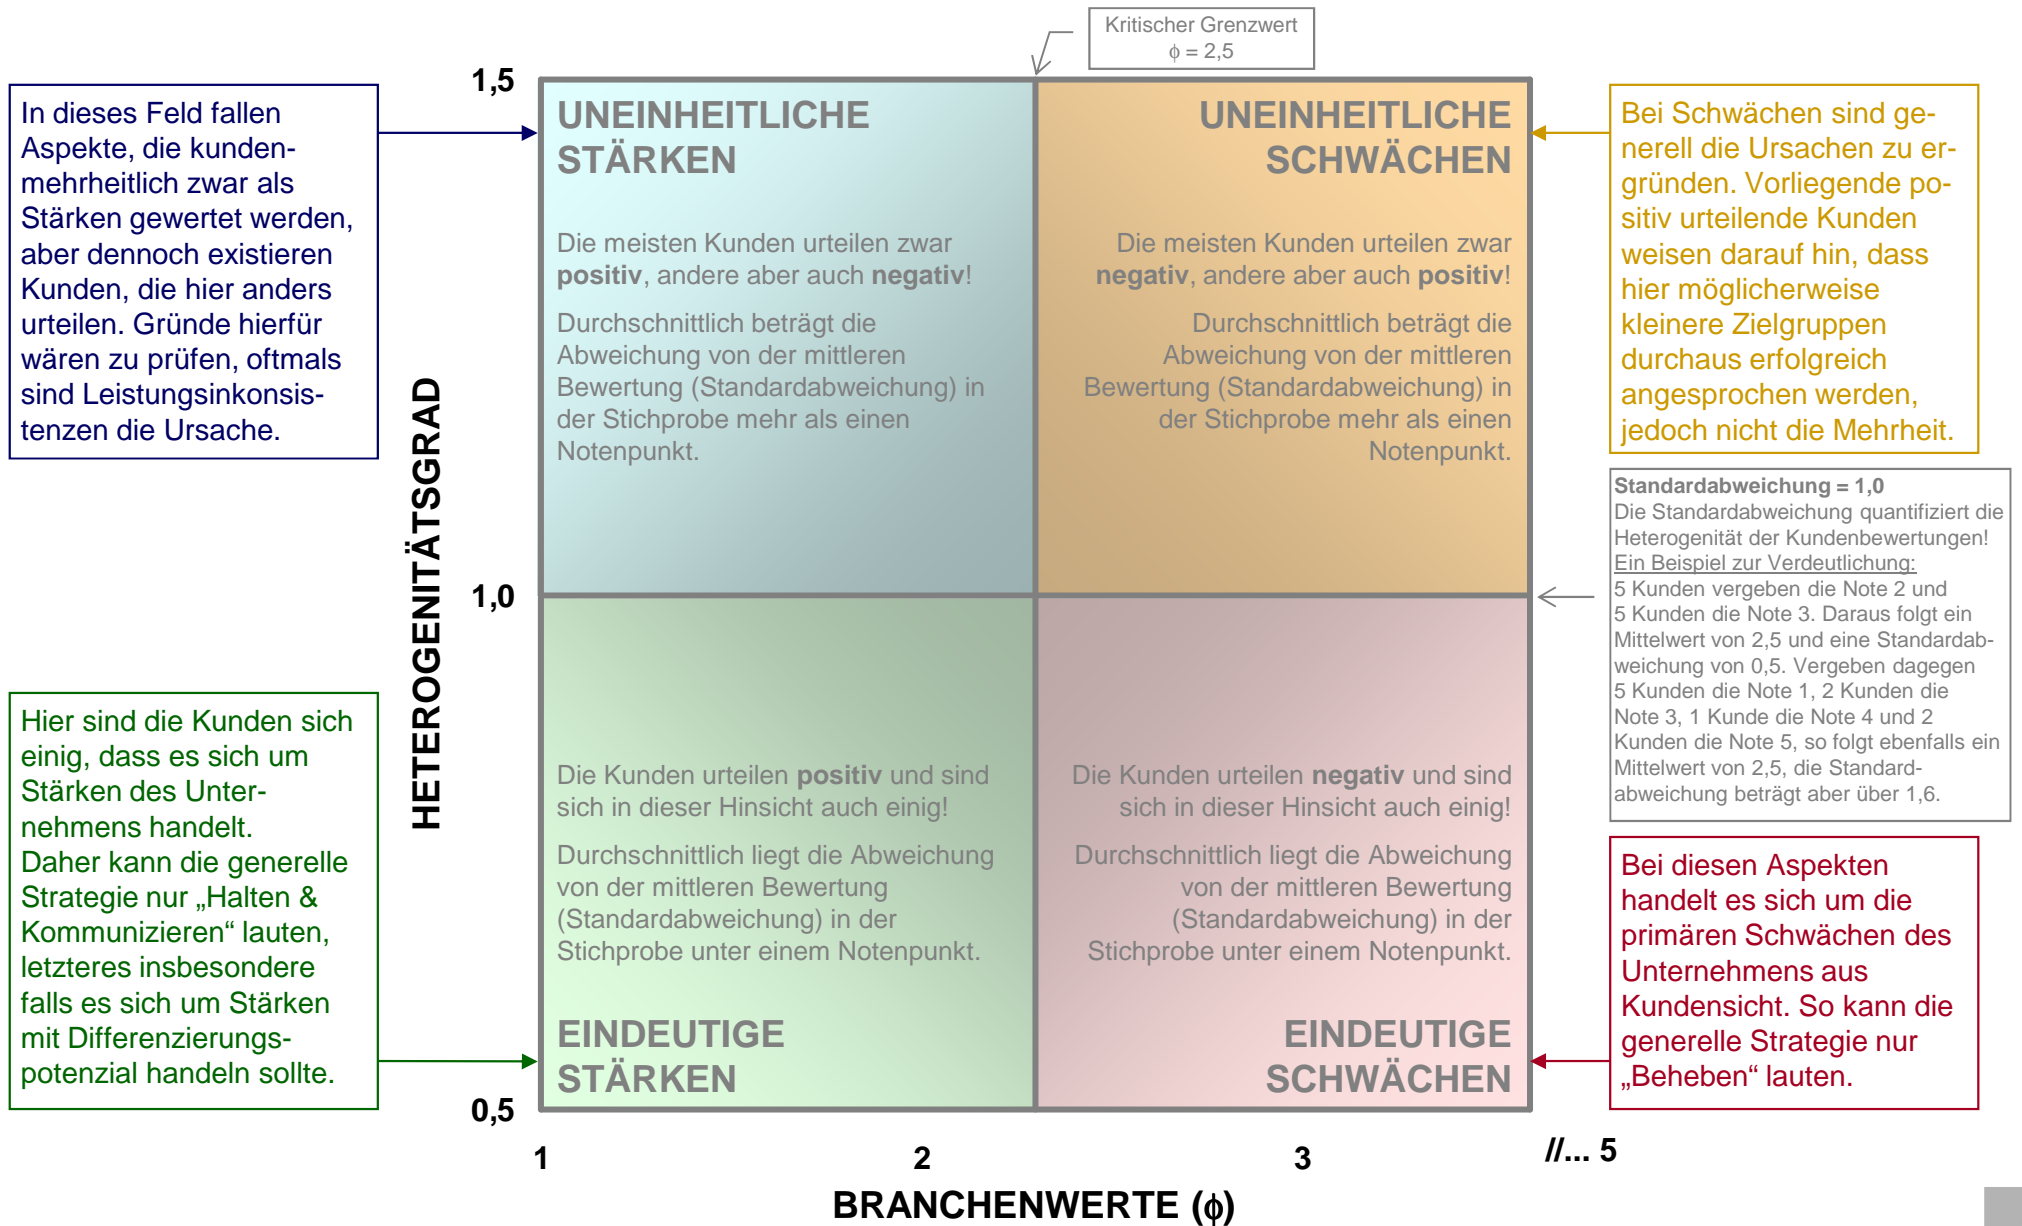 Kritischer Grenzwert
ϕ = 2,5
1,5
1,0
0,5
HETEROGENITÄTSGRAD
In dieses Feld fallen
Aspekte, die kunden-
mehrheitlich zwar als
Stärken gewertet werden,
aber dennoch existieren
Kunden, die hier anders
urteilen. Gründe hierfür
wären zu prüfen, oftmals
sind Leistungsinkonsis-
tenzen die Ursache.
UNEINHEITLICHE
STÄRKEN
Die meisten Kunden urteilen zwar
positiv, andere aber auch negativ!
Durchschnittlich beträgt die
Abweichung von der mittleren
Bewertung (Standardabweichung) in
der Stichprobe mehr als einen
Notenpunkt.
UNEINHEITLICHE
SCHWÄCHEN
Die meisten Kunden urteilen zwar
negativ, andere aber auch positiv!
Durchschnittlich beträgt die
Abweichung von der mittleren
Bewertung (Standardabweichung) in
der Stichprobe mehr als einen
Notenpunkt.
Bei Schwächen sind ge-
nerell die Ursachen zu er-
gründen. Vorliegende po-
sitiv urteilende Kunden
weisen darauf hin, dass
hier möglicherweise
kleinere Zielgruppen
durchaus erfolgreich
angesprochen werden,
jedoch nicht die Mehrheit.
Standardabweichung = 1,0
Die Standardabweichung quantifiziert die
Heterogenität der Kundenbewertungen!
Ein Beispiel zur Verdeutlichung:
5 Kunden vergeben die Note 2 und
5 Kunden die Note 3. Daraus folgt ein
Mittelwert von 2,5 und eine Standardab-
weichung von 0,5. Vergeben dagegen
5 Kunden die Note 1, 2 Kunden die
Note 3, 1 Kunde die Note 4 und 2
Kunden die Note 5, so folgt ebenfalls ein
Mittelwert von 2,5, die Standard-
abweichung beträgt aber über 1,6.
Hier sind die Kunden sich
einig, dass es sich um
Stärken des Unter-
nehmens handelt.
Daher kann die generelle
Strategie nur „Halten &
Kommunizieren“ lauten,
letzteres insbesondere
falls es sich um Stärken
mit Differenzierungs-
potenzial handeln sollte.
Die Kunden urteilen positiv und sind
sich in dieser Hinsicht auch einig!
Durchschnittlich liegt die Abweichung
von der mittleren Bewertung
(Standardabweichung) in der
Stichprobe unter einem Notenpunkt.
EINDEUTIGE
STÄRKEN
Die Kunden urteilen negativ und sind
sich in dieser Hinsicht auch einig!
Durchschnittlich liegt die Abweichung
von der mittleren Bewertung
(Standardabweichung) in der
Stichprobe unter einem Notenpunkt.
EINDEUTIGE
SCHWÄCHEN
Bei diesen Aspekten
handelt es sich um die
primären Schwächen des
Unternehmens aus
Kundensicht. So kann die
generelle Strategie nur
„Beheben“ lauten.
1
2
3
//... 5
BRANCHENWERTE (ϕ)